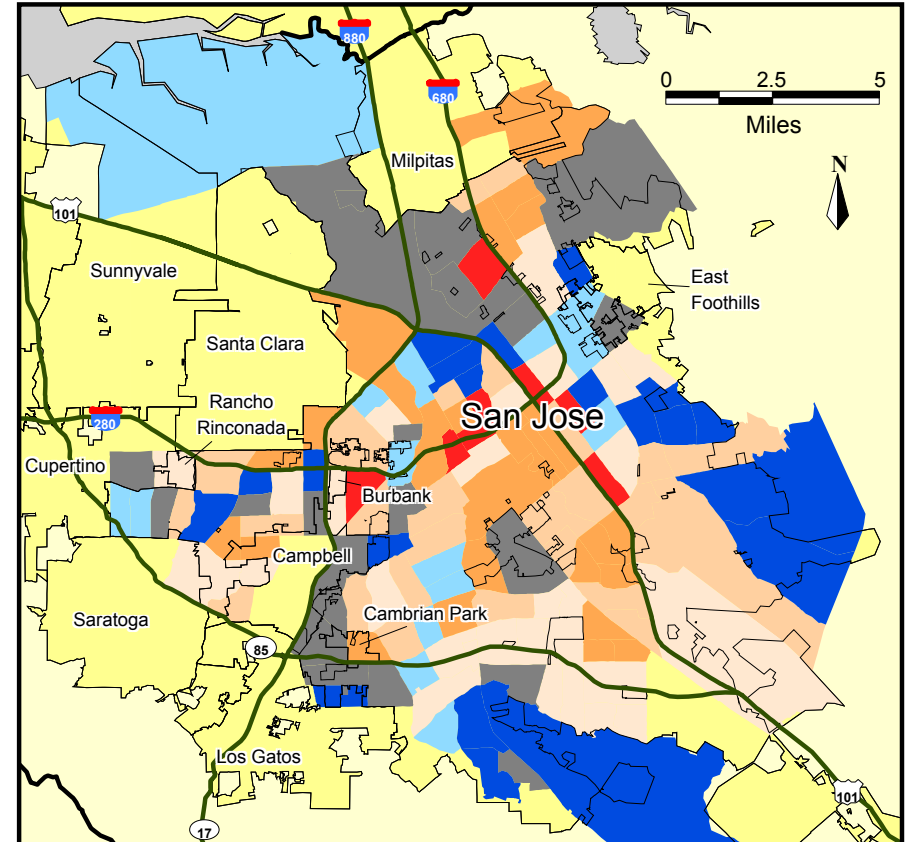 880
680
0 2.5 5
Miles
Milpitas
N
101
Sunnyvale
East
Foothills
Santa Clara
Rancho
Rinconada
280
San Jose
Cupertino
Burbank
Campbell
Saratoga
Cambrian Park
85
Los Gatos
101
17